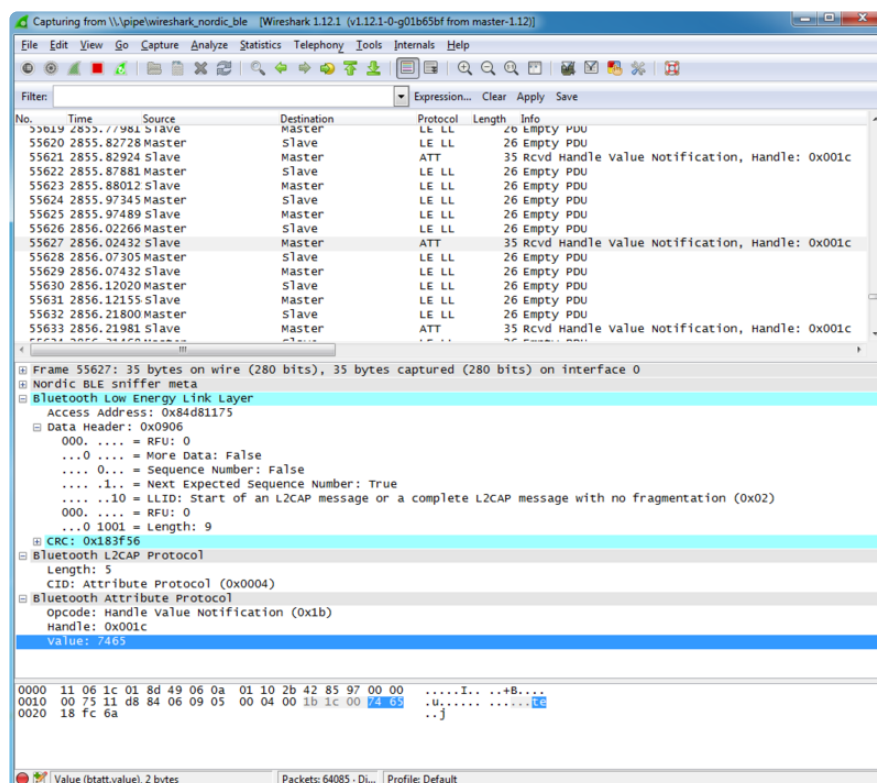 Capturing from \\.\pipe\wireshark_nordic_ble [Wireshark 1.12.1 (v1.12.1-0-g01b65bf from master-1.12)]
File Edit View Go Capture Analyze Statistics Telephony Tools Internals Help
Filter: Expression... Clear Apply Save
No. Time Source Destination Protocol Length Info
55619 2855.77981 Slave Master LE LL 26 Empty PDU
55620 2855.82728 Master Slave LE LL 26 Empty PDU
55621 2855.82924 Slave Master ATT 35 Rcvd Handle Value Notification, Handle: 0x001c
55622 2855.87881 Master Slave LE LL 26 Empty PDU
55623 2855.88012 Slave Master LE LL 26 Empty PDU
55624 2855.97345 Master Slave LE LL 26 Empty PDU
55625 2855.97489 Slave Master LE LL 26 Empty PDU
55626 2856.02266 Master Slave LE LL 26 Empty PDU
55627 2856.02432 Slave Master ATT 35 Rcvd Handle Value Notification, Handle: 0x001c
55628 2856.07305 Master Slave LE LL 26 Empty PDU
55629 2856.07432 Slave Master LE LL 26 Empty PDU
55630 2856.12020 Master Slave LE LL 26 Empty PDU
55631 2856.12155 Slave Master LE LL 26 Empty PDU
55632 2856.21800 Master Slave LE LL 26 Empty PDU
55633 2856.21981 Slave Master ATT 35 Rcvd Handle Value Notification, Handle: 0x001c
Frame 55627: 35 bytes on wire (280 bits), 35 bytes captured (280 bits) on interface 0
Nordic BLE sniffer meta
Bluetooth Low Energy Link Layer
Access Address: 0x84d81175
Data Header: 0x0906
000. .... = RFU: 0
...0 .... = More Data: False
.... 0... = Sequence Number: False
.... .1.. = Next Expected Sequence Number: True
.... ..10 = LLID: Start of an L2CAP message or a complete L2CAP message with no fragmentation (0x02)
000. .... = RFU: 0
...0 1001 = Length: 9
CRC: 0x183f56
Bluetooth L2CAP Protocol
Length: 5
CID: Attribute Protocol (0x0004)
Bluetooth Attribute Protocol
Opcode: Handle Value Notification (0x1b)
Handle: 0x001c
Value: 7465
0000 11 06 1c 01 8d 49 06 0a 01 10 2b 42 85 97 00 00 .....I.. ..+B....
0010 00 75 11 d8 84 06 09 05 00 04 00 1b 1c 00 74 65 .u...... ......te
0020 18 fc 6a ..j
Value (btatt.value), 2 bytes Packets: 64085 · Di... Profile: Default